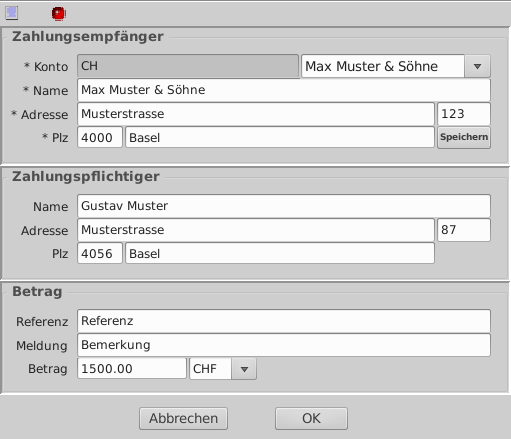 Zahlungsempfänger
* Konto CH Max Muster & Söhne
* Name Max Muster & Söhne
* Adresse Musterstrasse 123
* Plz 4000 Basel Speichern
Zahlungspflichtiger
Name Gustav Muster
Adresse Musterstrasse 87
Plz 4056 Basel
Betrag
Referenz Referenz
Meldung Bemerkung
Betrag 1500.00 CHF
Abbrechen OK